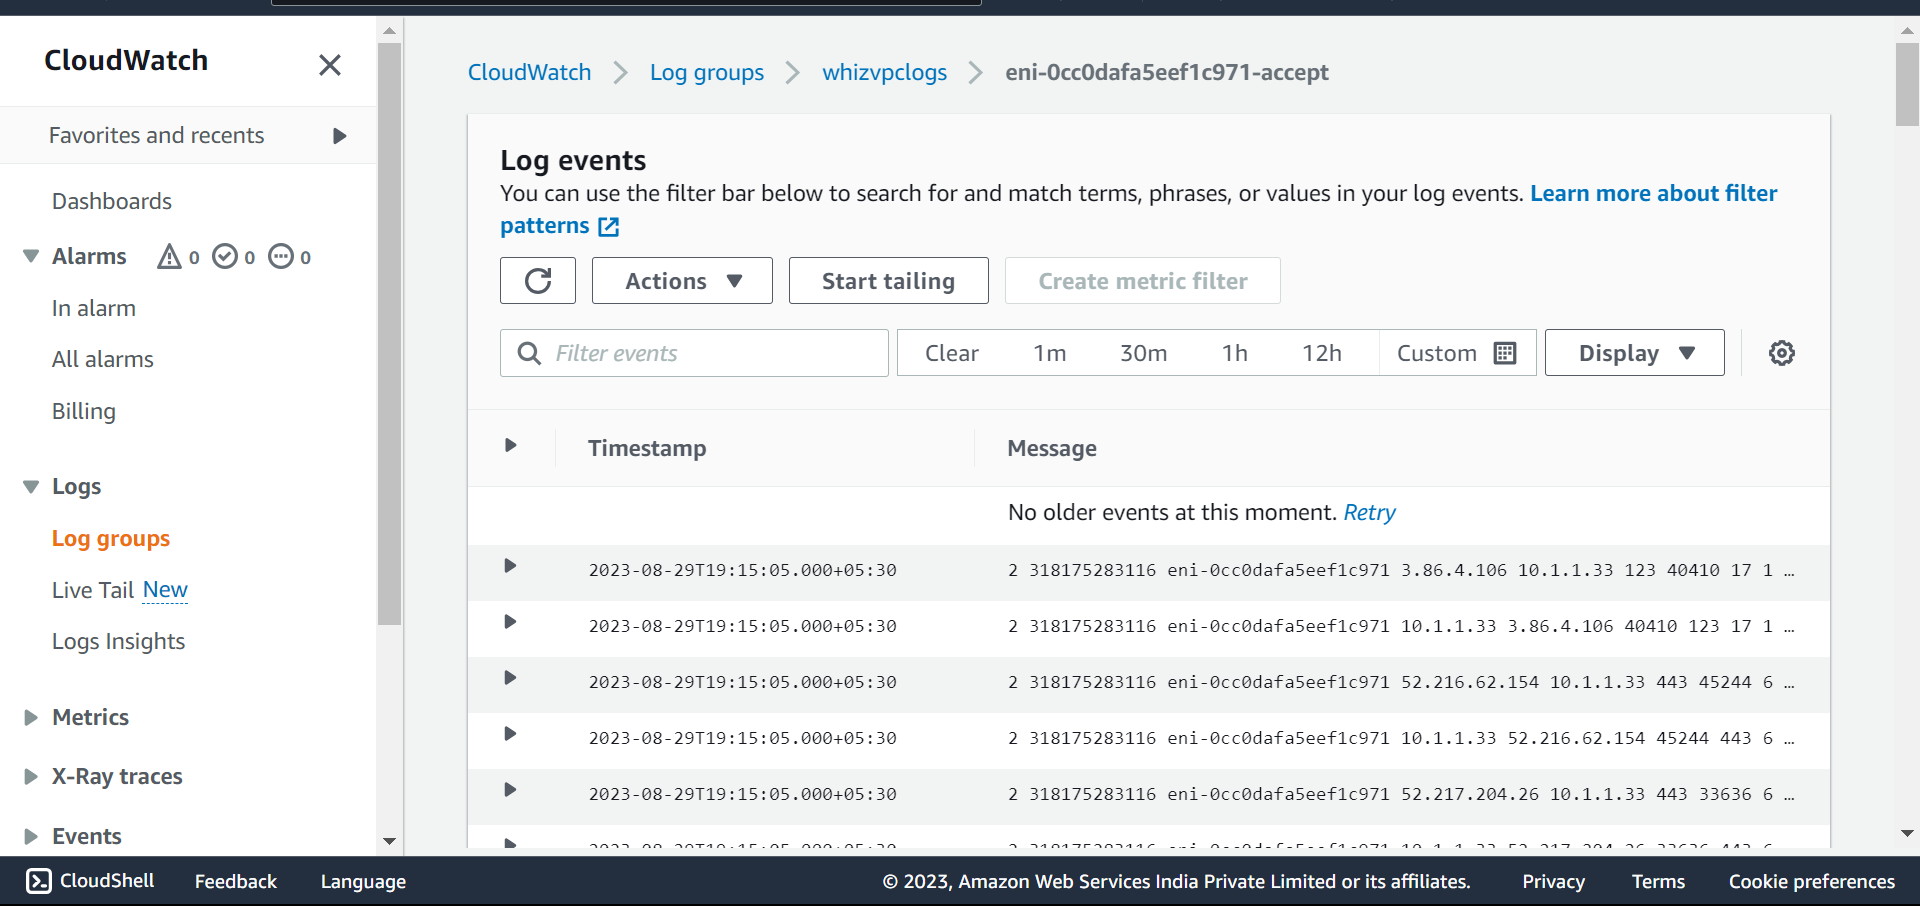 CloudWatch
Favorites and recents
Dashboards
Alarms 0 0 0
In alarm
All alarms
Billing
Logs
Log groups
Live Tail New
Logs Insights
Metrics
X-Ray traces
Events
CloudWatch Log groups whizvpclogs eni-0cc0dafa5eef1c971-accept
Log events
You can use the filter bar below to search for and match terms, phrases, or values in your log events. Learn more about filter
patterns
Actions Start tailing Create metric filter
Filter events Clear 1m 30m 1h 12h Custom Display
Timestamp Message
No older events at this moment. Retry
2023-08-29T19:15:05.000+05:30 2 318175283116 eni-0cc0dafa5eef1c971 3.86.4.106 10.1.1.33 123 40410 17 1 …
2023-08-29T19:15:05.000+05:30 2 318175283116 eni-0cc0dafa5eef1c971 10.1.1.33 3.86.4.106 40410 123 17 1 …
2023-08-29T19:15:05.000+05:30 2 318175283116 eni-0cc0dafa5eef1c971 52.216.62.154 10.1.1.33 443 45244 6 …
2023-08-29T19:15:05.000+05:30 2 318175283116 eni-0cc0dafa5eef1c971 10.1.1.33 52.216.62.154 45244 443 6 …
2023-08-29T19:15:05.000+05:30 2 318175283116 eni-0cc0dafa5eef1c971 52.217.204.26 10.1.1.33 443 33636 6 …
CloudShell Feedback Language © 2023, Amazon Web Services India Private Limited or its affiliates. Privacy Terms Cookie preferences